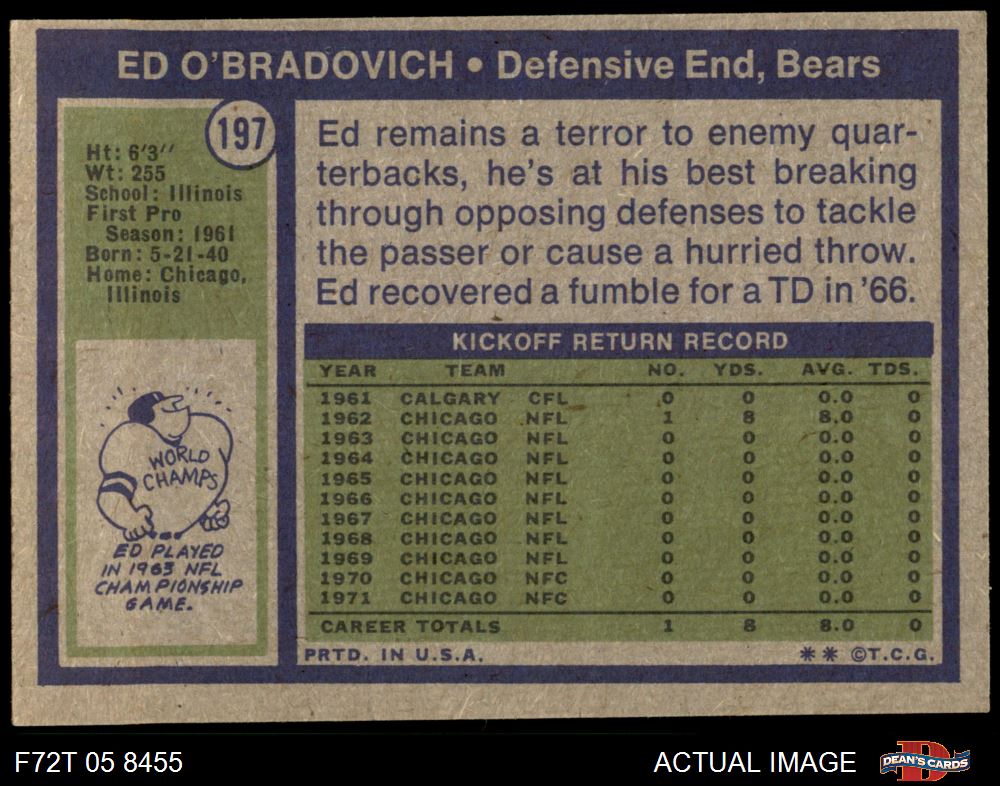 ED O'BRADOVICH • Defensive End, Bears
197
Ht: 6'3''
Wt: 255
School: Illinois
First Pro
Season: 1961
Born: 5-21-40
Home: Chicago,
Illinois
WORLD
CHAMPS
ED PLAYED
IN 1963 NFL
CHAMPIONSHIP
GAME.
Ed remains a terror to enemy quar-
terbacks, he's at his best breaking
through opposing defenses to tackle
the passer or cause a hurried throw.
Ed recovered a fumble for a TD in '66.
KICKOFF RETURN RECORD
YEAR TEAM NO. YDS. AVG. TDS.
1961 CALGARY CFL 0 0 0.0 0
1962 CHICAGO NFL 1 8 8.0 0
1963 CHICAGO NFL 0 0 0.0 0
1964 CHICAGO NFL 0 0 0.0 0
1965 CHICAGO NFL 0 0 0.0 0
1966 CHICAGO NFL 0 0 0.0 0
1967 CHICAGO NFL 0 0 0.0 0
1968 CHICAGO NFL 0 0 0.0 0
1969 CHICAGO NFL 0 0 0.0 0
1970 CHICAGO NFC 0 0 0.0 0
1971 CHICAGO NFC 0 0 0.0 0
CAREER TOTALS 1 8 8.0 0
PRTD. IN U.S.A. ** ©T.C.G.
F72T 05 8455 ACTUAL IMAGE
D
DEAN'S CARDS